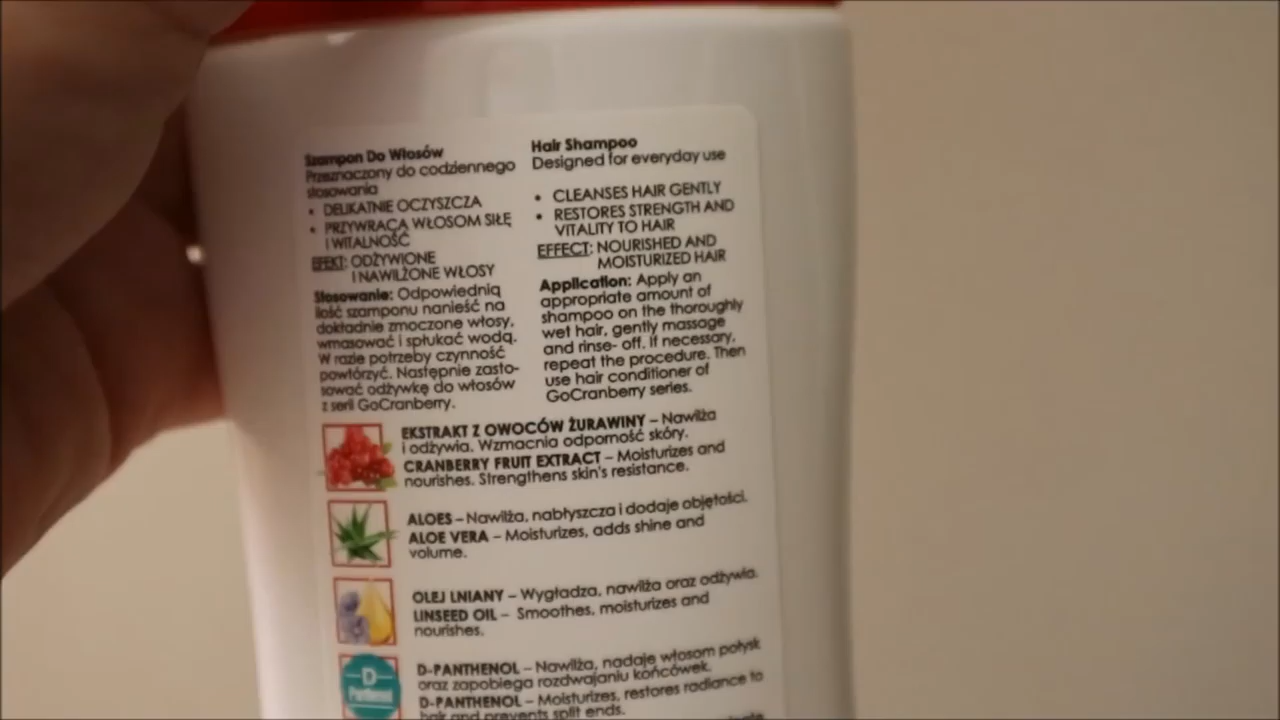 Szampon Do Włosów
Przeznaczony do codziennego
stosowania
• DELIKATNIE OCZYSZCZA
• PRZYWRACA WŁOSOM SIŁĘ
I WITALNOŚĆ
EFEKT: ODŻYWIONE
I NAWILŻONE WŁOSY
Stosowanie: Odpowiednią
ilość szamponu nanieść na
dokładnie zmoczone włosy,
wmasować i spłukać wodą.
W razie potrzeby czynność
powtórzyć. Następnie zasto-
sować odżywkę do włosów
z serii GoCranberry.
Hair Shampoo
Designed for everyday use
• CLEANSES HAIR GENTLY
• RESTORES STRENGTH AND
VITALITY TO HAIR
EFFECT: NOURISHED AND
MOISTURIZED HAIR
Application: Apply an
appropriate amount of
shampoo on the thoroughly
wet hair, gently massage
and rinse- off. If necessary,
repeat the procedure. Then
use hair conditioner of
GoCranberry series.
EKSTRAKT Z OWOCÓW ŻURAWINY – Nawilża
i odżywia. Wzmacnia odporność skóry.
CRANBERRY FRUIT EXTRACT – Moisturizes and
nourishes. Strengthens skin's resistance.
ALOES – Nawilża, nabłyszcza i dodaje objętości.
ALOE VERA – Moisturizes, adds shine and
volume.
OLEJ LNIANY – Wygładza, nawilża oraz odżywia.
LINSEED OIL – Smoothes, moisturizes and
nourishes.
D
Panthenol
D-PANTHENOL – Nawilża, nadaje włosom połysk
oraz zapobiega rozdwajaniu końcówek.
D-PANTHENOL – Moisturizes, restores radiance to
hair and prevents split ends.